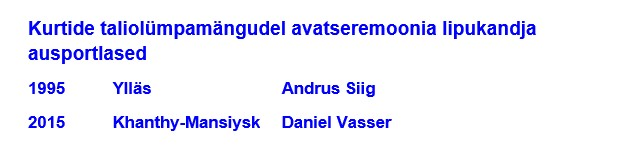 Kurtide taliolümpamängudel avatseremoonia lipukandja
ausportlased
1995 Ylläs Andrus Siig
2015 Khanthy-Mansiysk Daniel Vasser